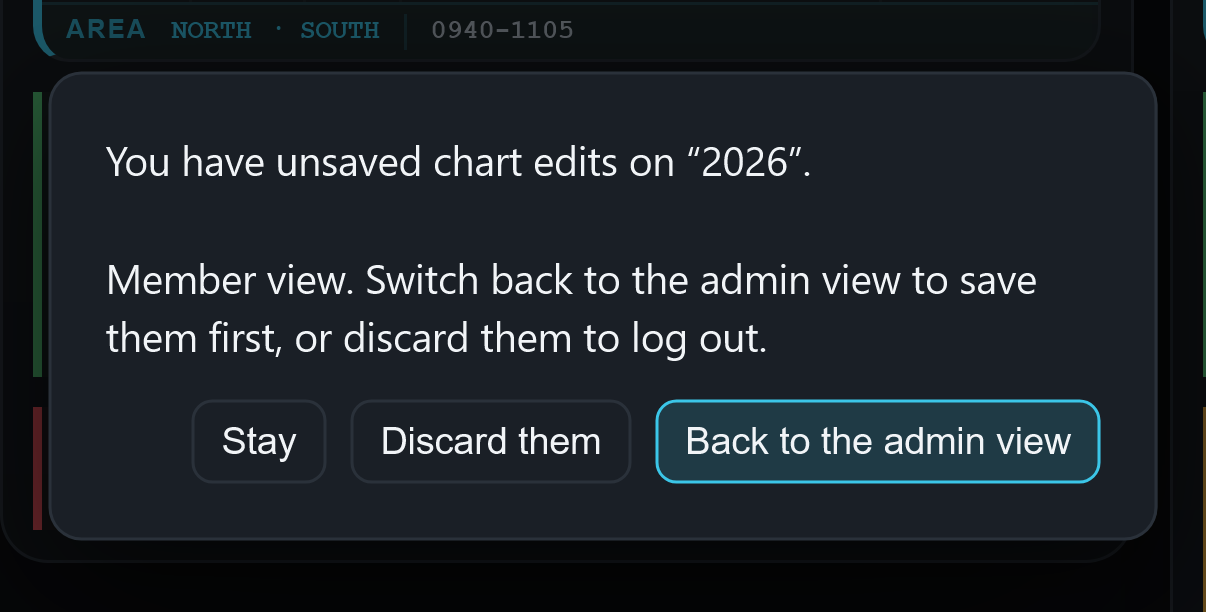 AREA NORTH · SOUTH 0940-1105
You have unsaved chart edits on “2026”.
Member view. Switch back to the admin view to save
them first, or discard them to log out.
Stay Discard them Back to the admin view